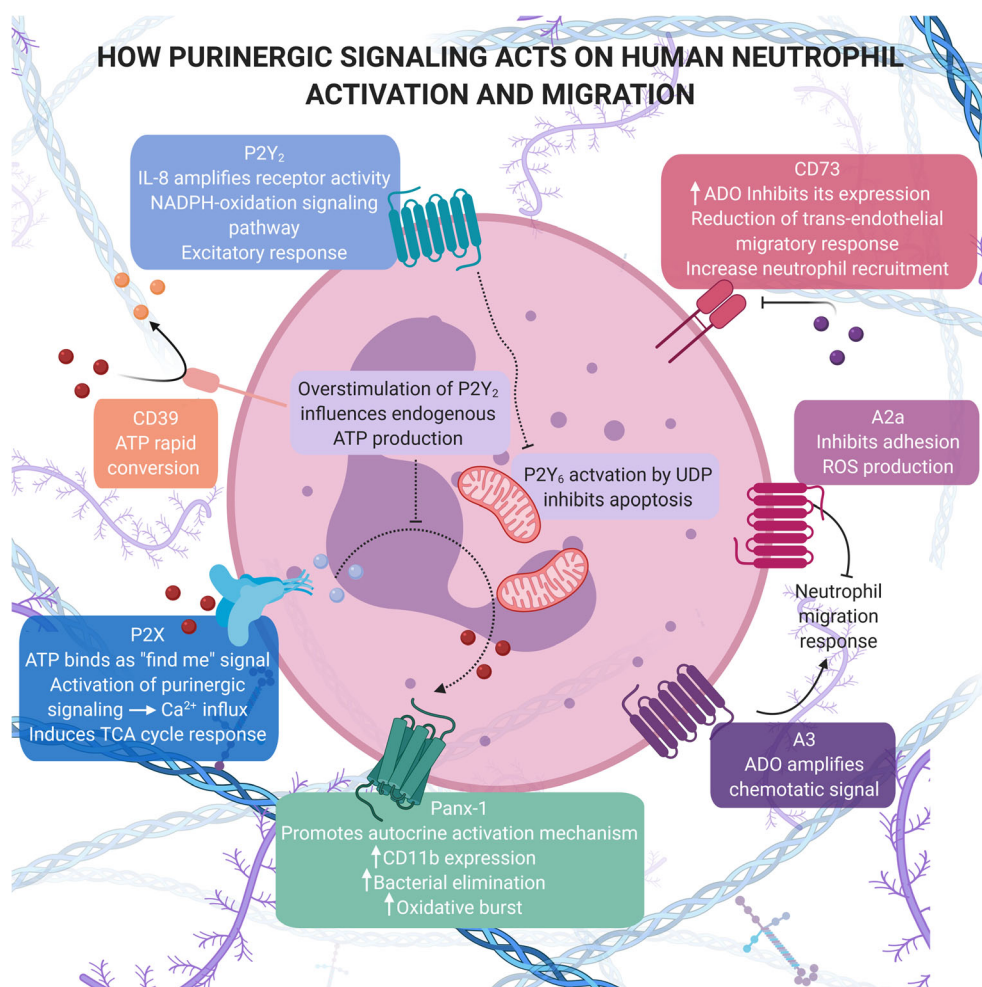 HOW PURINERGIC SIGNALING ACTS ON HUMAN NEUTROPHIL
ACTIVATION AND MIGRATION
P2Y₂
IL-8 amplifies receptor activity
NADPH-oxidation signaling
pathway
Excitatory response
CD73
↑ADO Inhibits its expression
Reduction of trans-endothelial
migratory response
Increase neutrophil recruitment
Overstimulation of P2Y₂
influences endogenous
ATP production
CD39
ATP rapid
conversion
A2a
Inhibits adhesion
ROS production
P2Y₆ actvation by UDP
inhibits apoptosis
Neutrophil
migration
response
P2X
ATP binds as "find me" signal
Activation of purinergic
signaling → Ca²⁺ influx
Induces TCA cycle response
A3
ADO amplifies
chemotatic signal
Panx-1
Promotes autocrine activation mechanism
↑CD11b expression
↑Bacterial elimination
↑Oxidative burst